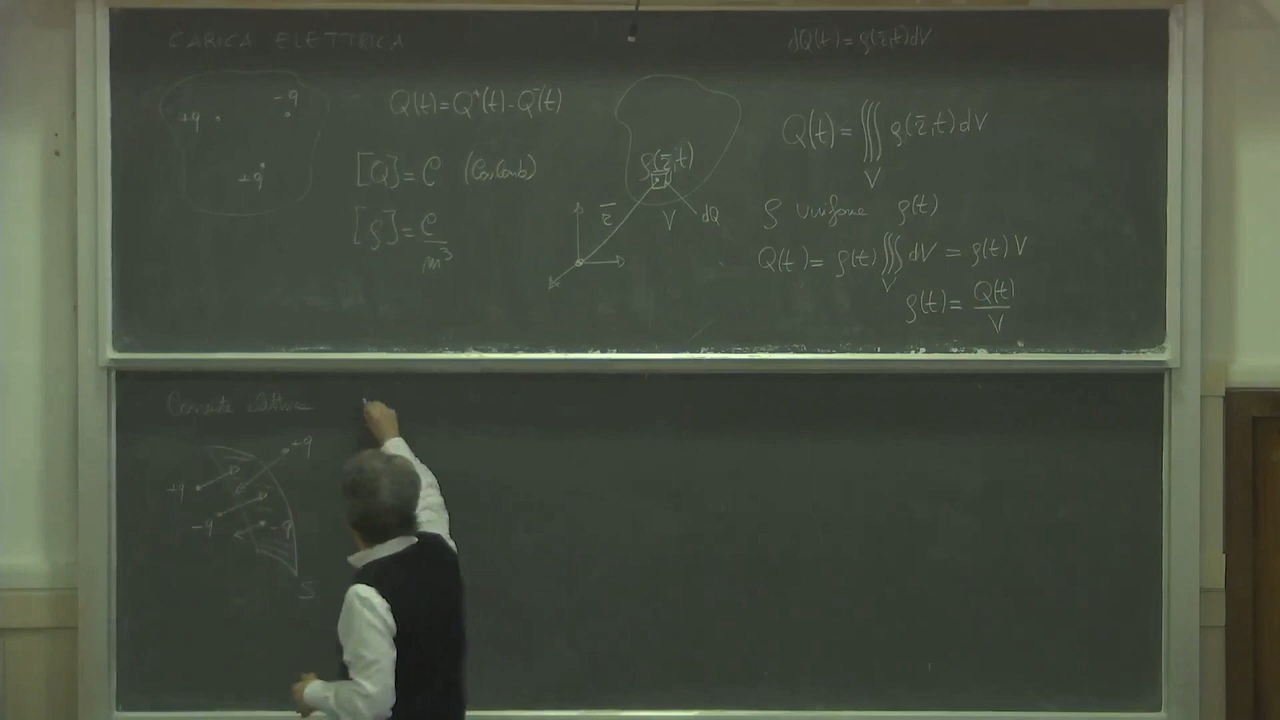 CARICA ELETTRICA
+q
-q
+q
Q(t)=Q⁺(t)-Q⁻(t)
[Q]=C (Coulomb)
[ρ]=C/m³
ρ(r̄,t)
r̄
V
dQ
dQ(t)=ρ(r̄,t)dV
Q(t)=∭ρ(r̄,t)dV
V
ρ uniforme ρ(t)
Q(t)=ρ(t)∭dV=ρ(t)V
V
ρ(t)=Q(t)/V
Corrente elettrica
+q
+q
-q
-q
S